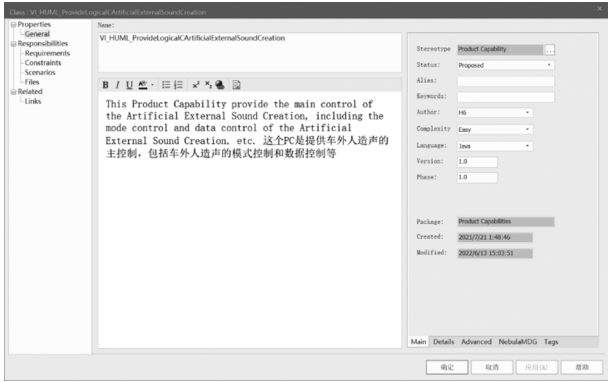 Class : VI_HUMI_ProvideLogicalCArtificialExternalSoundCreation
Properties
General
Responsibilities
Requirements
Constraints
Scenarios
Files
Related
Links
Name:
VI_HUMI_ProvideLogicalCArtificialExternalSoundCreation
B I U
This Product Capability provide the main control of
the Artificial External Sound Creation, including the
mode control and data control of the Artificial
External Sound Creation, etc. 这个PC是提供车外人造声的
主控制，包括车外人造声的模式控制和数据控制等
Stereotype Product Capability ...
Status: Proposed
Alias:
Keywords:
Author: H6
Complexity Easy
Language: Java
Version: 1.0
Phase: 1.0
Package: Product Capabilities
Created: 2021/7/21 1:48:46
Modified: 2022/6/13 15:03:51
Main Details Advanced NebulaMDG Tags
确定 取消 应用(A) 帮助